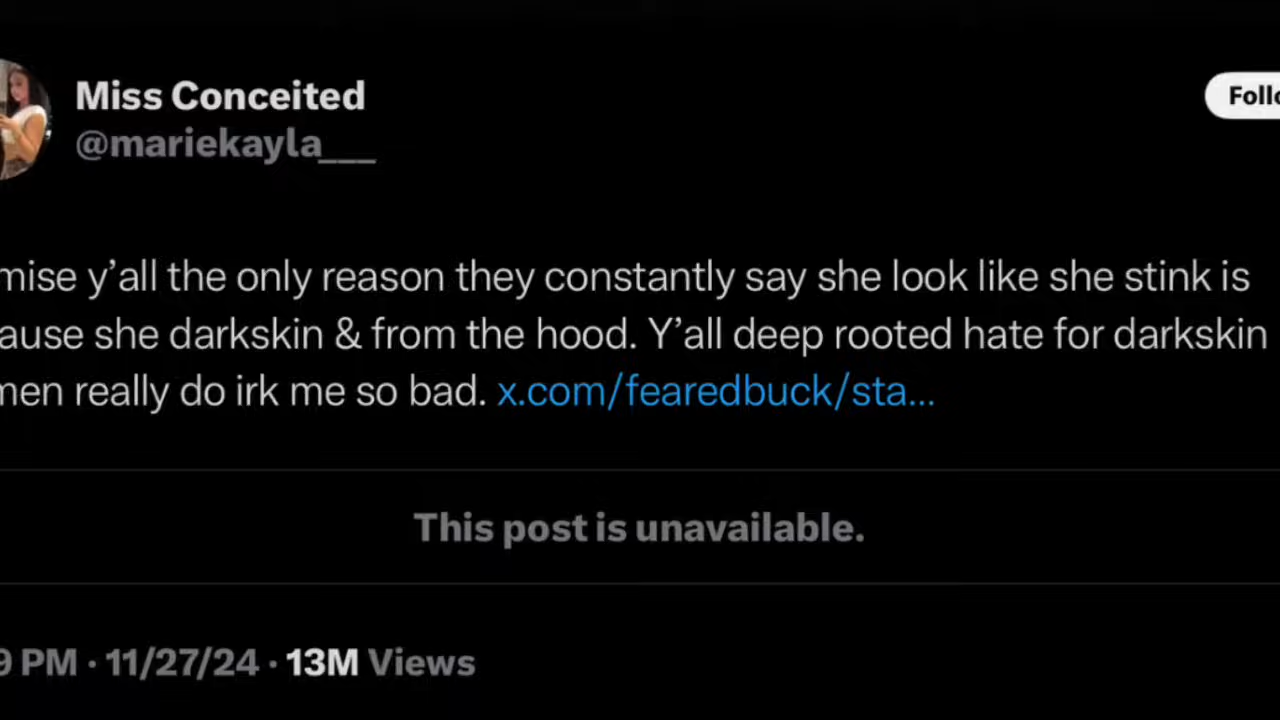 Miss Conceited
Follo
@mariekayla___
mise y’all the only reason they constantly say she look like she stink is
ause she darkskin & from the hood. Y’all deep rooted hate for darkskin
men really do irk me so bad. x.com/fearedbuck/sta...
This post is unavailable.
9 PM · 11/27/24 · 13M Views